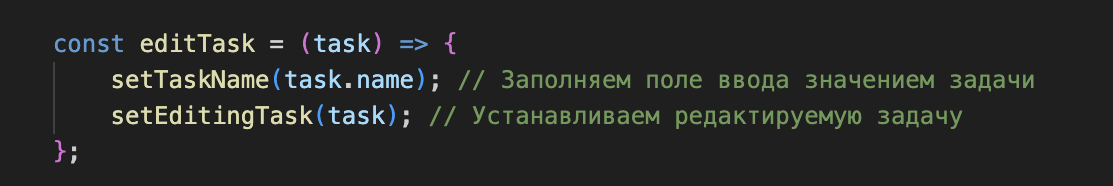 const editTask = (task) => {
    setTaskName(task.name); // Заполняем поле ввода значением задачи
    setEditingTask(task); // Устанавливаем редактируемую задачу
};